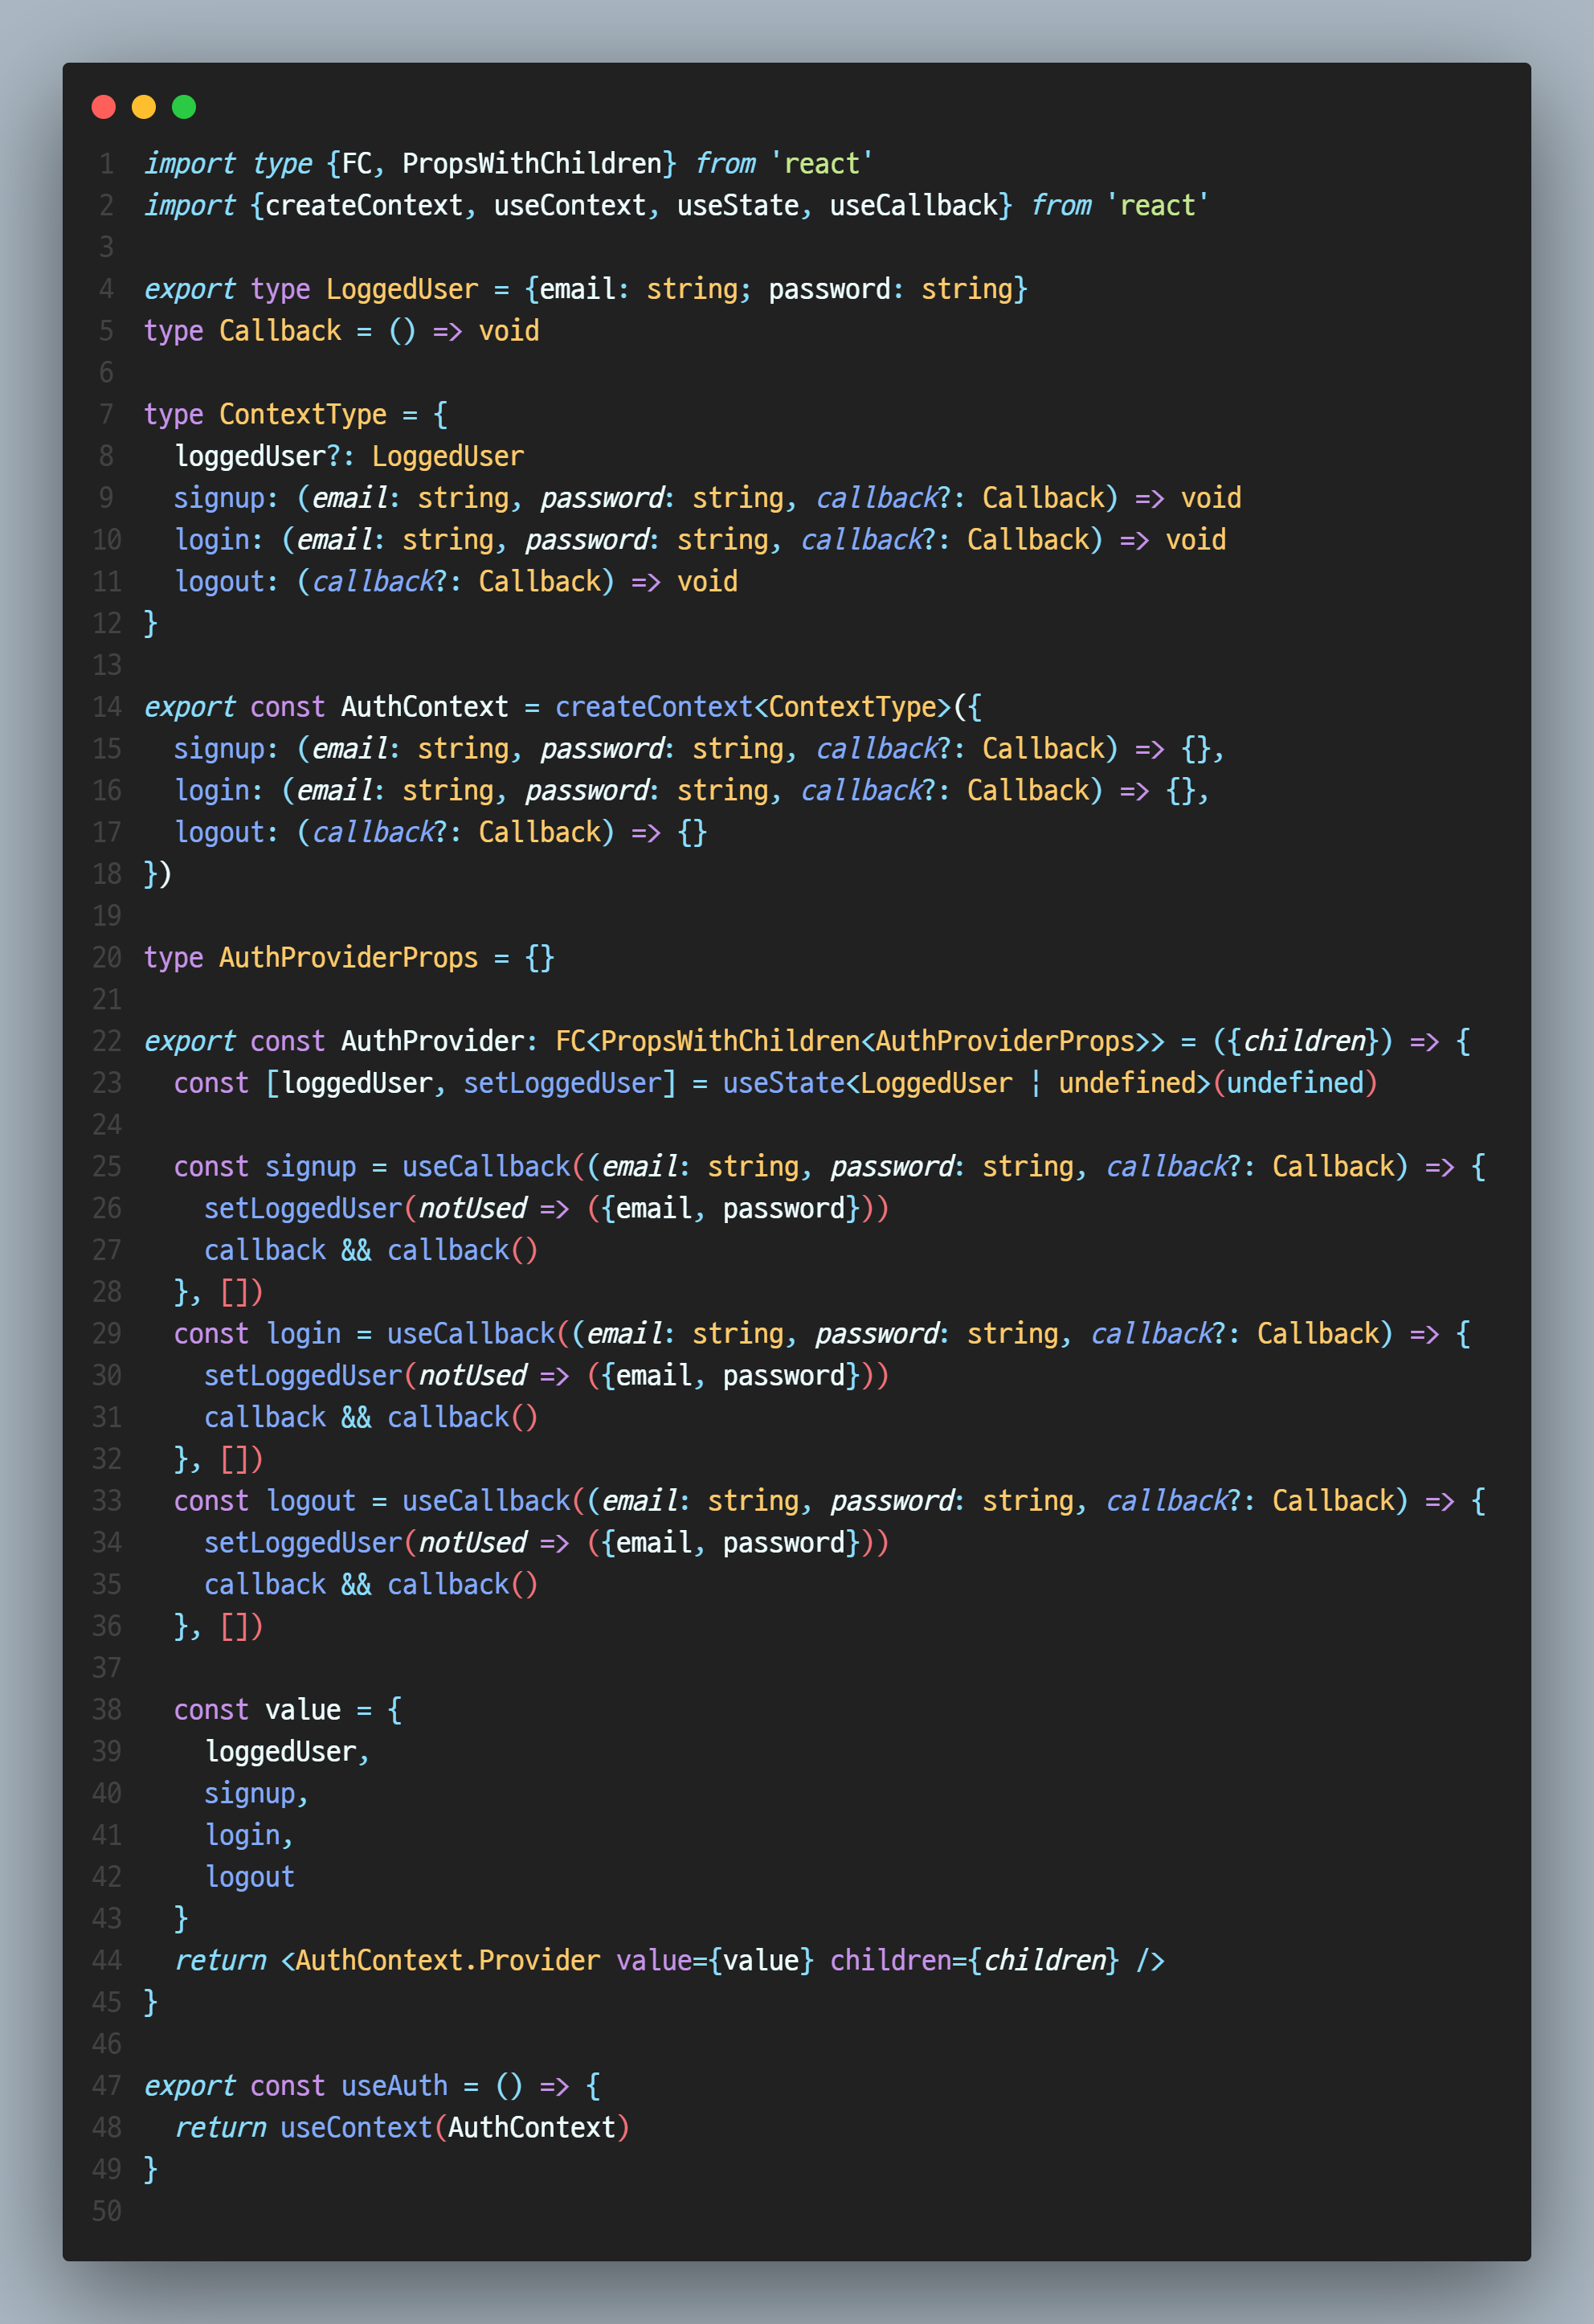 1 import type {FC, PropsWithChildren} from 'react'
2 import {createContext, useContext, useState, useCallback} from 'react'
3
4 export type LoggedUser = {email: string; password: string}
5 type Callback = () => void
6
7 type ContextType = {
8   loggedUser?: LoggedUser
9   signup: (email: string, password: string, callback?: Callback) => void
10   login: (email: string, password: string, callback?: Callback) => void
11   logout: (callback?: Callback) => void
12 }
13
14 export const AuthContext = createContext<ContextType>({
15   signup: (email: string, password: string, callback?: Callback) => {},
16   login: (email: string, password: string, callback?: Callback) => {},
17   logout: (callback?: Callback) => {}
18 })
19
20 type AuthProviderProps = {}
21
22 export const AuthProvider: FC<PropsWithChildren<AuthProviderProps>> = ({children}) => {
23   const [loggedUser, setLoggedUser] = useState<LoggedUser | undefined>(undefined)
24
25   const signup = useCallback((email: string, password: string, callback?: Callback) => {
26     setLoggedUser(notUsed => ({email, password}))
27     callback && callback()
28   }, [])
29   const login = useCallback((email: string, password: string, callback?: Callback) => {
30     setLoggedUser(notUsed => ({email, password}))
31     callback && callback()
32   }, [])
33   const logout = useCallback((email: string, password: string, callback?: Callback) => {
34     setLoggedUser(notUsed => ({email, password}))
35     callback && callback()
36   }, [])
37
38   const value = {
39     loggedUser,
40     signup,
41     login,
42     logout
43   }
44   return <AuthContext.Provider value={value} children={children} />
45 }
46
47 export const useAuth = () => {
48   return useContext(AuthContext)
49 }
50